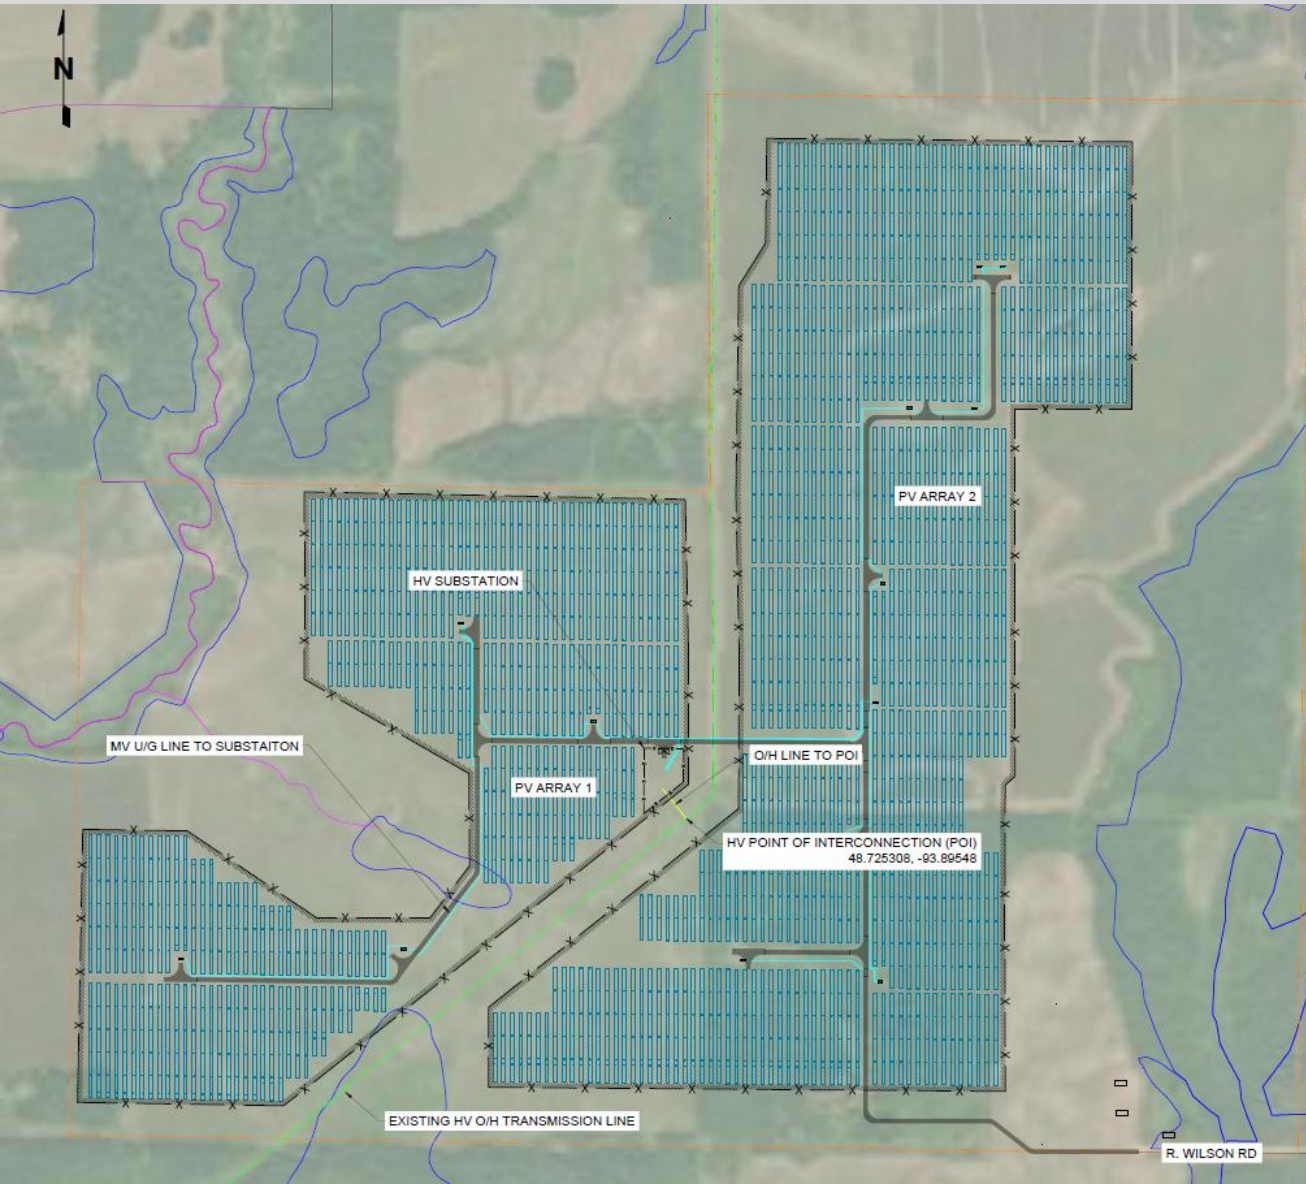 N
PV ARRAY 2
HV SUBSTATION
MV U/G LINE TO SUBSTAITON
O/H LINE TO POI
PV ARRAY 1
HV POINT OF INTERCONNECTION (POI)
48.725308, -93.89548
EXISTING HV O/H TRANSMISSION LINE
R. WILSON RD